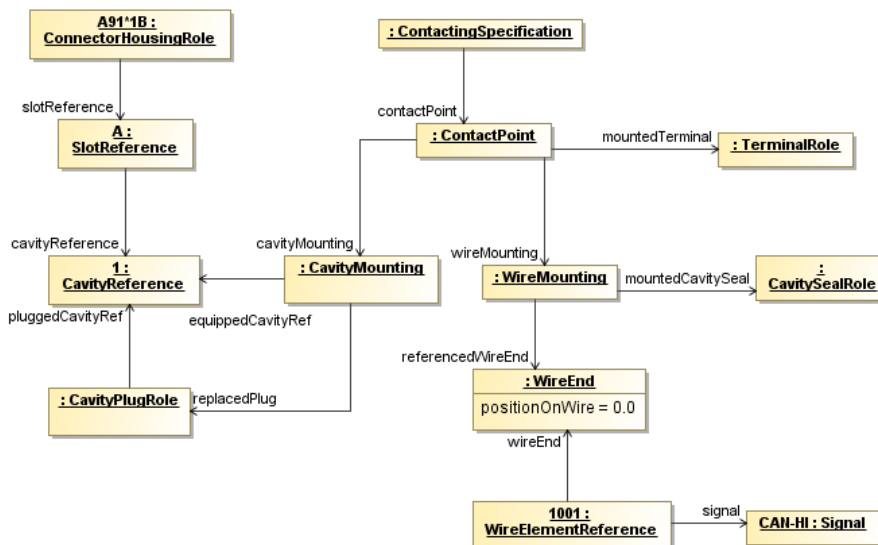 A91*1B :
ConnectorHousingRole
: ContactingSpecification
slotReference
contactPoint
A :
SlotReference
: ContactPoint
mountedTerminal
: TerminalRole
cavityReference
cavityMounting
wireMounting
1 :
CavityReference
: CavityMounting
: WireMounting
mountedCavitySeal
:
CavitySealRole
pluggedCavityRef
equippedCavityRef
referencedWireEnd
: WireEnd
positionOnWire = 0.0
: CavityPlugRole
replacedPlug
wireEnd
1001 :
WireElementReference
signal
CAN-HI : Signal